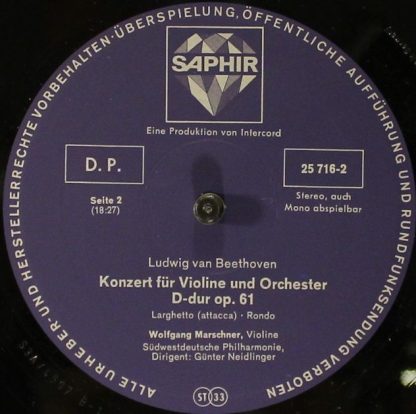 ALLE URHEBER- UND HERSTELLERRECHTE VORBEHALTEN · ÜBERSPIELUNG, ÖFFENTLICHE AUFFÜHRUNG UND RUNDFUNKSENDUNG VERBOTEN
SAPHIR
Eine Produktion von Intercord
D. P.
25 716-2
Seite 2
(18:27)
Stereo, auch
Mono abspielbar
Ludwig van Beethoven
Konzert für Violine und Orchester
D-dur op. 61
Larghetto (attacca) · Rondo
Wolfgang Marschner, Violine
Südwestdeutsche Philharmonie,
Dirigent: Günter Neidlinger
ST 33